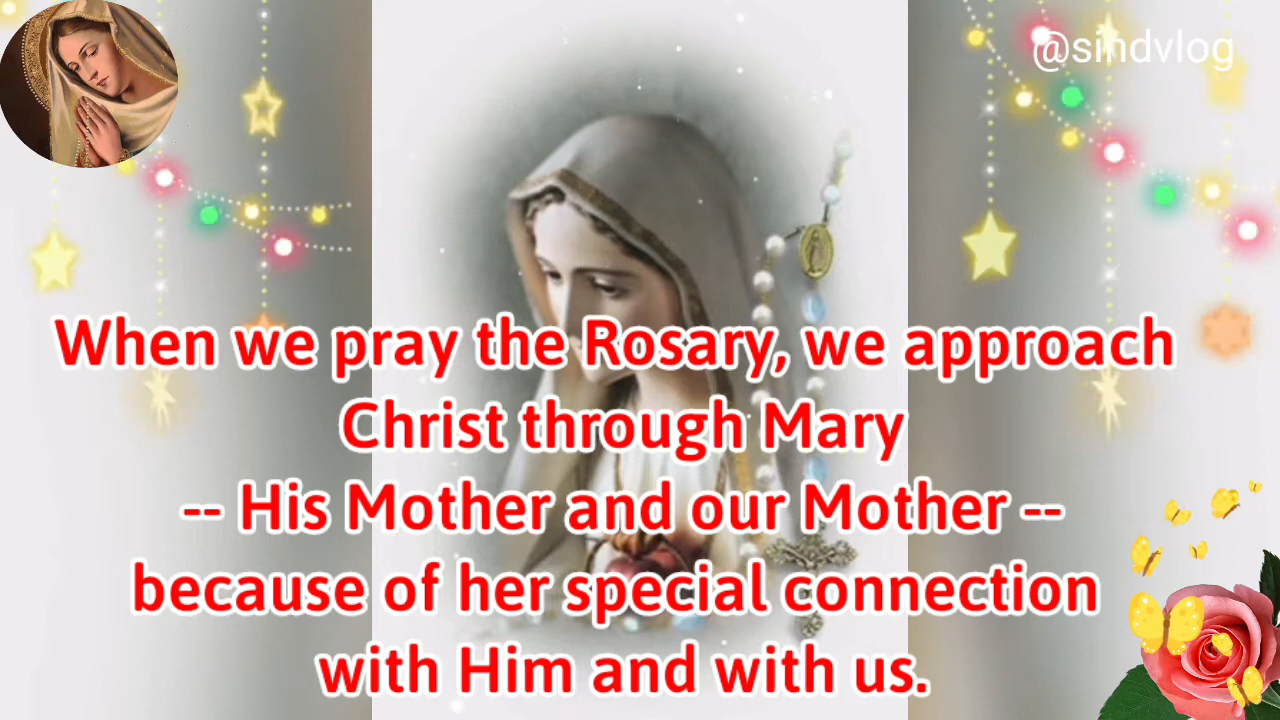 @sindvlog
When we pray the Rosary, we approach
Christ through Mary
-- His Mother and our Mother --
because of her special connection
with Him and with us.